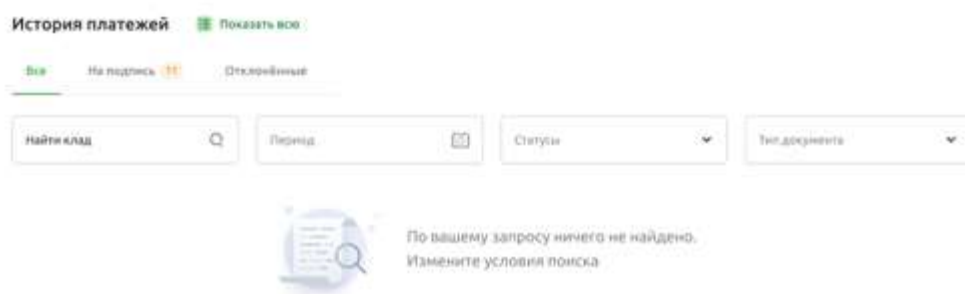 История платежей
Показать всю
Все
На подпись 11
Отклонённые
Найти клад
Период
Статусы
Тип документа
По вашему запросу ничего не найдено.
Измените условия поиска